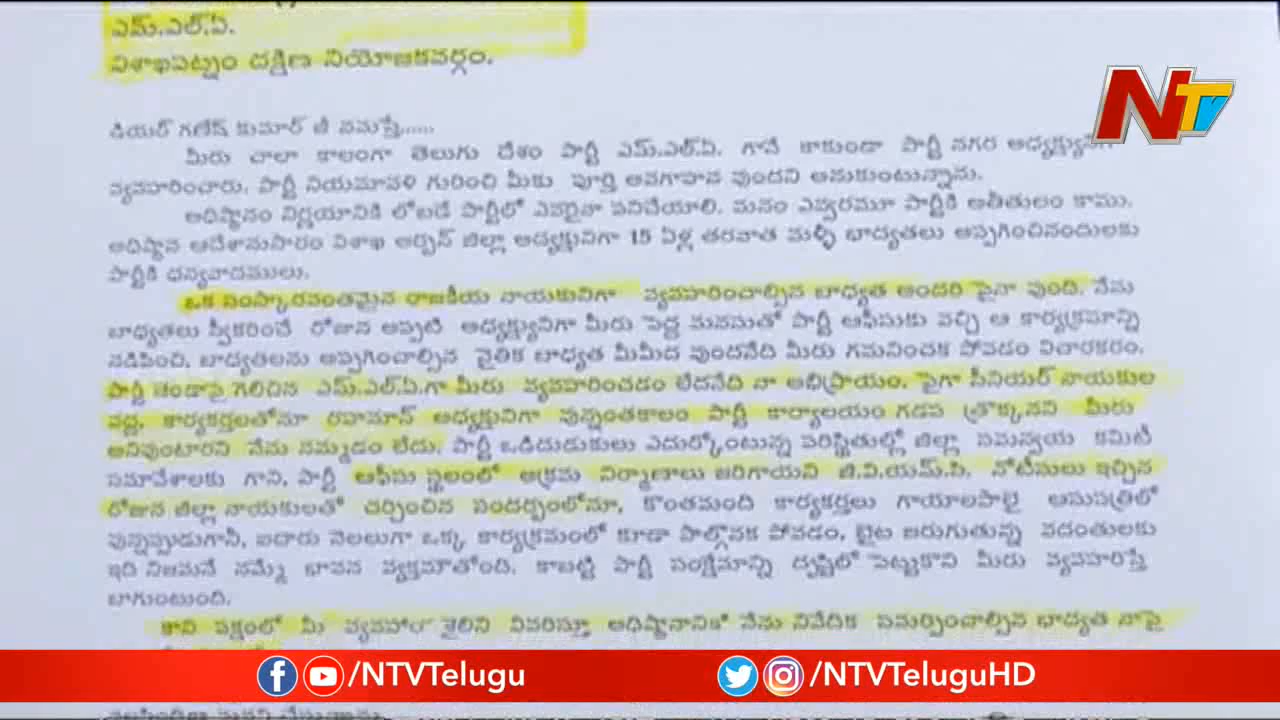 ఎమ్.ఎల్.ఏ.
విశాఖపట్నం దక్షిణ నియోజకవర్గం.
NTV
డియర్ గణేష్ కుమార్ జీ నమస్తే.....
మీరు చాలా కాలంగా తెలుగు దేశం పార్టీ ఎమ్.ఎల్.ఏ. గానే కాకుండా పార్టీ నగర అధ్యక్ష్యునిగా
వ్యవహరించారు. పార్టీ నియమావళి గురించి మీకు పూర్తి అవగాహన వుందని అనుకుంటున్నాను.
అధిష్టానం నిర్ణయానికి లోబడే పార్టీలో ఎవరైనా పనిచేయాలి. మనం ఎవ్వరమూ పార్టీకి అతీతులం కాము.
అధిష్టాన ఆదేశానుసారం విశాఖ అర్బన్ జిల్లా అధ్యక్షునిగా 15 ఏళ్ల తరవాత మళ్ళీ భాద్యతలు అప్పగించినందులకు
పార్టీకి ధన్యవాదములు.
ఒక సంస్కారవంతమైన రాజకీయ నాయకునిగా వ్యవహరించాల్సిన బాధ్యత అందరి పైనా వుంది. నేను
బాధ్యతలు స్వీకరించే రోజున అప్పటి అధ్యక్ష్యునిగా మీరు పెద్ద మనసుతో పార్టీ ఆఫీసుకు వచ్చి ఆ కార్యక్రమాన్ని
నడిపించి, బాధ్యతలను అప్పగించాల్సిన నైతిక బాధ్యత మీమీద వుందనేది మీరు గమనించక పోవడం విచారకరం.
పార్టీ జెండాపై గెలిచిన ఎమ్.ఎల్.ఏ.గా మీరు వ్యవహరించడం లేదనేది నా అభిప్రాయం. పైగా సీనియర్ నాయకుల
వద్ద, కార్యకర్తలతోనూ రహమాన్ అధ్యక్షునిగా వున్నంతకాలం పార్టీ కార్యాలయం గడప త్రొక్కనని మీరు
అనివుంటారని నేను నమ్మడం లేదు. పార్టీ ఒడిదుడుకులు ఎదుర్కోంటున్న పరిస్థితుల్లో జిల్లా సమన్వయ కమిటీ
సమావేశాలకు గాని, పార్టీ ఆఫీసు స్థలంలో అక్రమ నిర్మాణాలు జరిగాయని జి.వి.యమ్.సి. నోటీసులు ఇచ్చిన
రోజున జిల్లా నాయకులతో చర్చించిన సందర్భంలోనూ, కొంతమంది కార్యకర్తలు గాయాలపాలై ఆసుపత్రిలో
వున్నప్పుడుగానీ, ఐదారు నెలలుగా ఒక్క కార్యక్రమంలో కూడా పాల్గొనక పోవడం, బైట జరుగుతున్న వదంతులకు
ఇది నిజమనే నమ్మే భావన వ్యక్తమౌతోంది. కాబట్టి పార్టీ సంక్షేమాన్ని దృష్టిలో పెట్టుకొని మీరు వ్యవహరిస్తే
బాగుంటుంది.
కాని పక్షంలో మీ వ్యవహార శైలిని వివరిస్తూ అధిష్టానానికి నేను నివేదిక సమర్పించాల్సిన భాద్యత నాపై
/NTVTelugu
/NTVTeluguHD